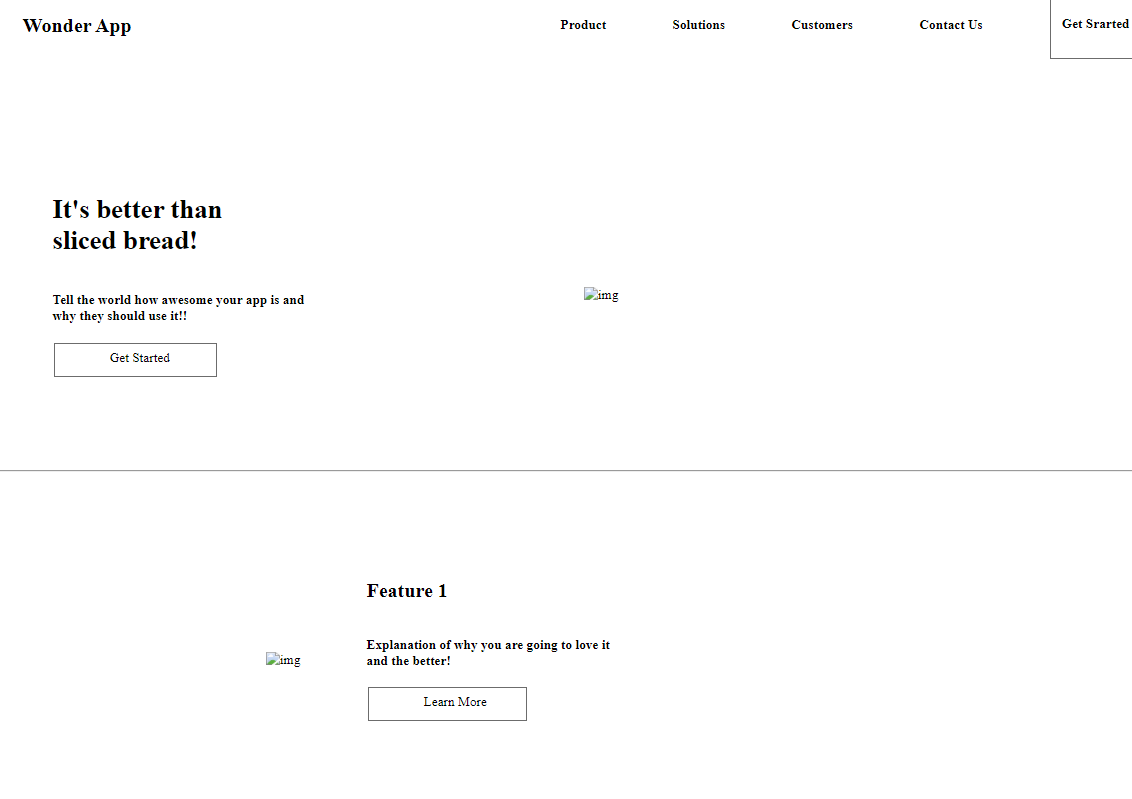 Wonder App
Product
Solutions
Customers
Contact Us
Get Srarted
It's better than
sliced bread!
Tell the world how awesome your app is and
why they should use it!!
img
Get Started
Feature 1
Explanation of why you are going to love it
and the better!
img
Learn More